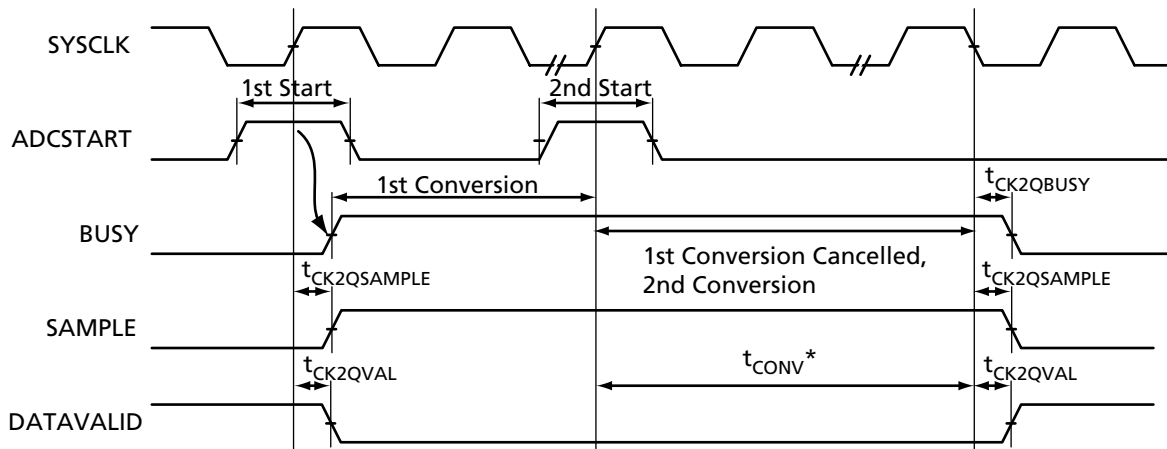 SYSCLK
1st Start
2nd Start
ADCSTART
1st Conversion
tCK2QBUSY
BUSY
1st Conversion Cancelled,
2nd Conversion
tCK2QSAMPLE
tCK2QSAMPLE
SAMPLE
tCK2QVAL
tCONV*
tCK2QVAL
DATAVALID